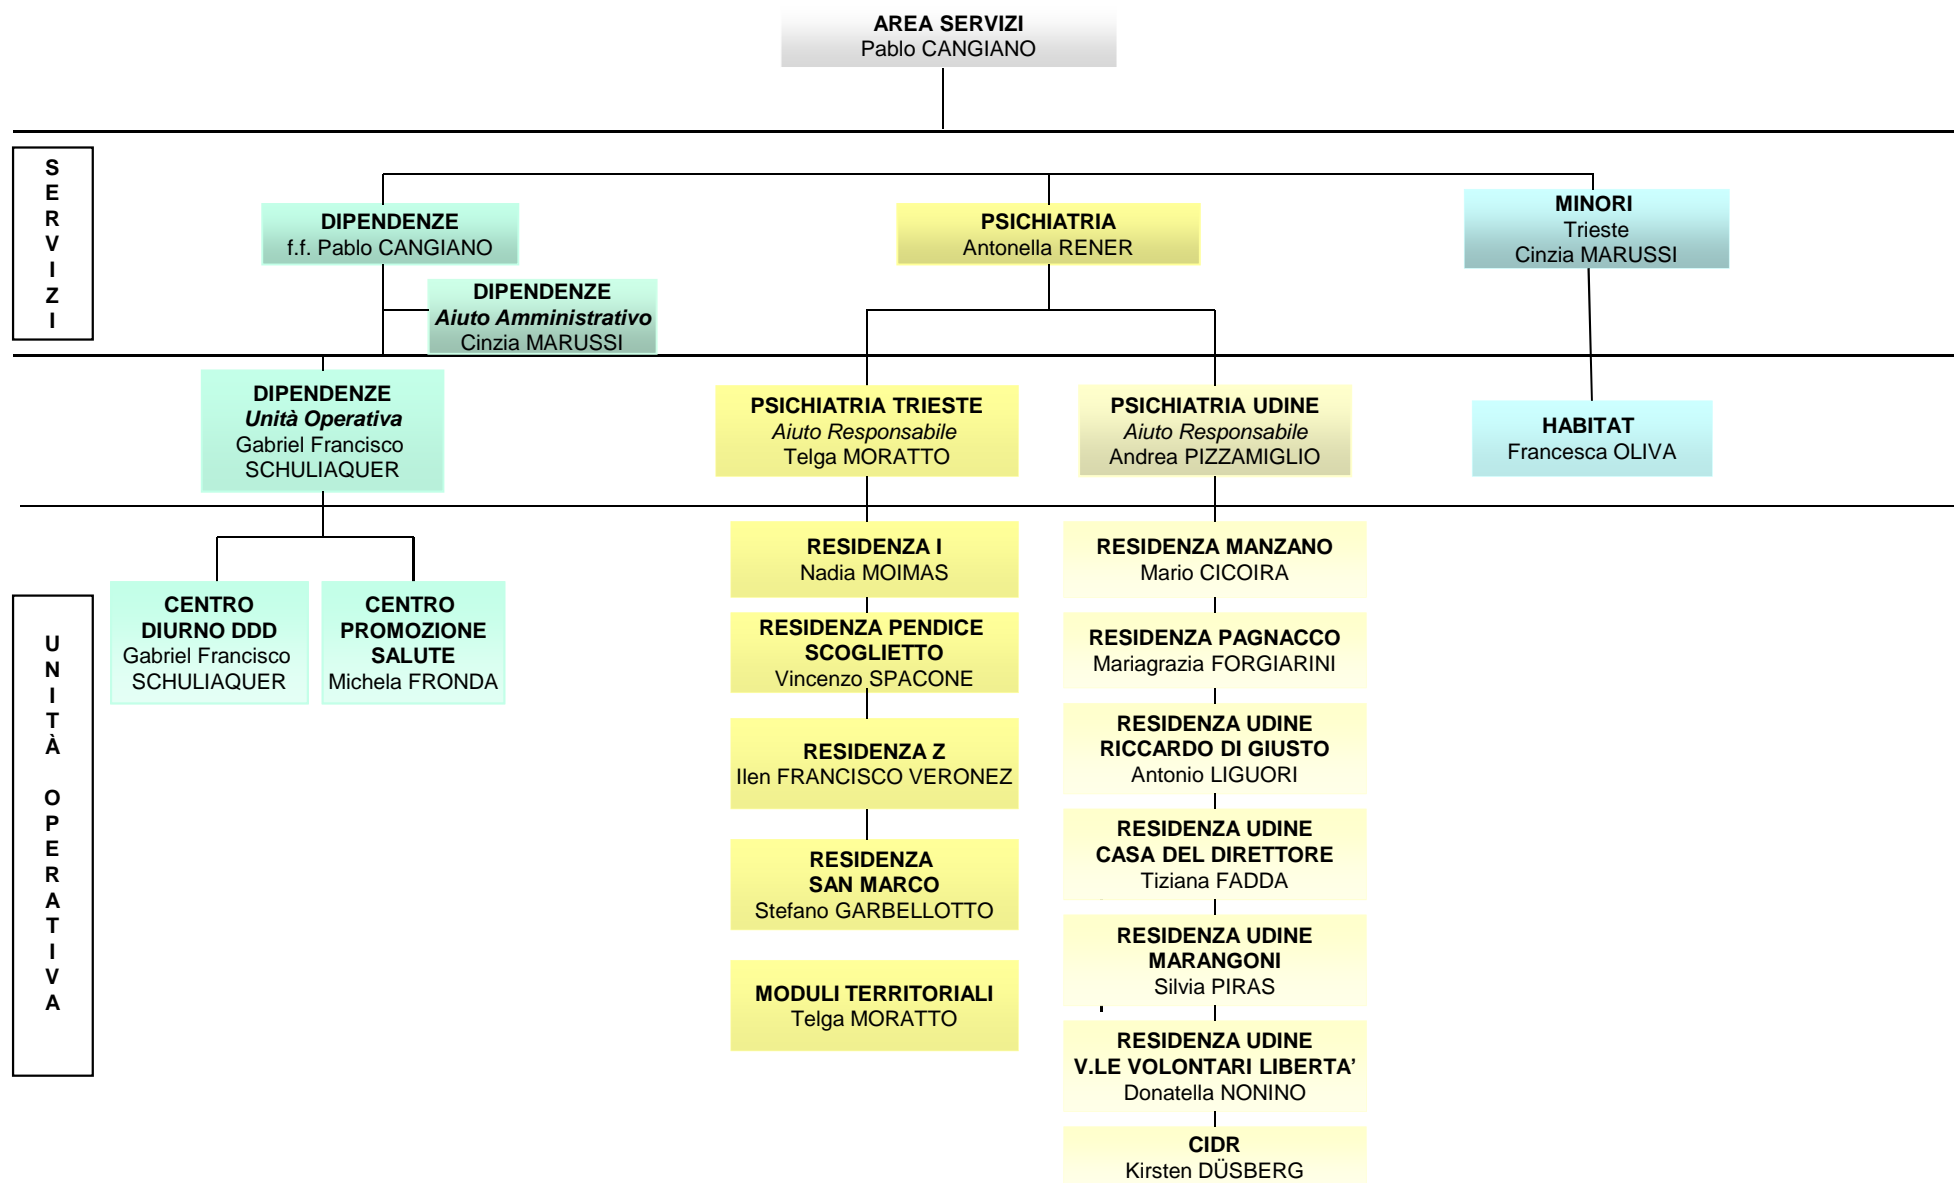 AREA SERVIZI
Pablo CANGIANO
S
E
R
V
I
Z
I
DIPENDENZE
f.f. Pablo CANGIANO
PSICHIATRIA
Antonella RENER
MINORI
Trieste
Cinzia MARUSSI
DIPENDENZE
Aiuto Amministrativo
Cinzia MARUSSI
DIPENDENZE
Unità Operativa
Gabriel Francisco
SCHULIAQUER
PSICHIATRIA TRIESTE
Aiuto Responsabile
Telga MORATTO
PSICHIATRIA UDINE
Aiuto Responsabile
Andrea PIZZAMIGLIO
HABITAT
Francesca OLIVA
U
N
I
T
À
O
P
E
R
A
T
I
V
A
CENTRO
DIURNO DDD
Gabriel Francisco
SCHULIAQUER
CENTRO
PROMOZIONE
SALUTE
Michela FRONDA
RESIDENZA I
Nadia MOIMAS
RESIDENZA PENDICE
SCOGLIETTO
Vincenzo SPACONE
RESIDENZA Z
Ilen FRANCISCO VERONEZ
RESIDENZA
SAN MARCO
Stefano GARBELLOTTO
MODULI TERRITORIALI
Telga MORATTO
RESIDENZA MANZANO
Mario CICOIRA
RESIDENZA PAGNACCO
Mariagrazia FORGIARINI
RESIDENZA UDINE
RICCARDO DI GIUSTO
Antonio LIGUORI
RESIDENZA UDINE
CASA DEL DIRETTORE
Tiziana FADDA
RESIDENZA UDINE
MARANGONI
Silvia PIRAS
RESIDENZA UDINE
V.LE VOLONTARI LIBERTA’
Donatella NONINO
CIDR
Kirsten DÜSBERG